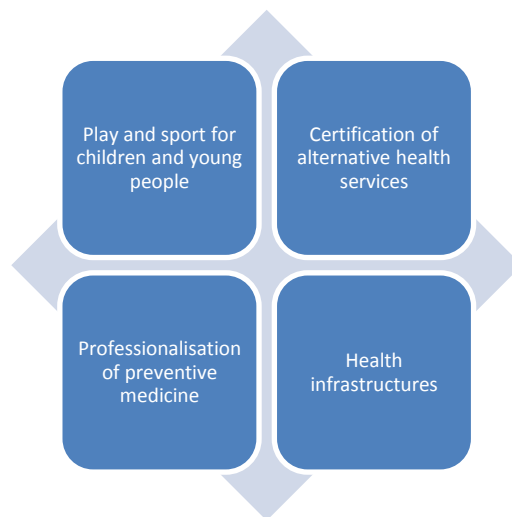 Play and sport for
children and young
people
Certification of
alternative health
services
Professionalisation
of preventive
medicine
Health
infrastructures